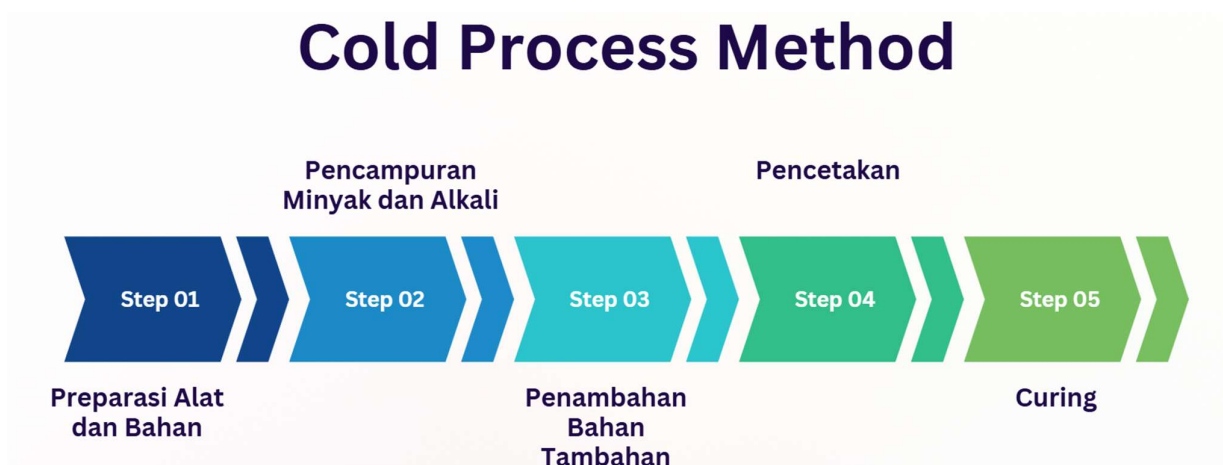 Cold Process Method
Pencampuran
Minyak dan Alkali
Pencetakan
Step 01
Step 02
Step 03
Step 04
Step 05
Preparasi Alat
dan Bahan
Penambahan
Bahan
Tambahan
Curing